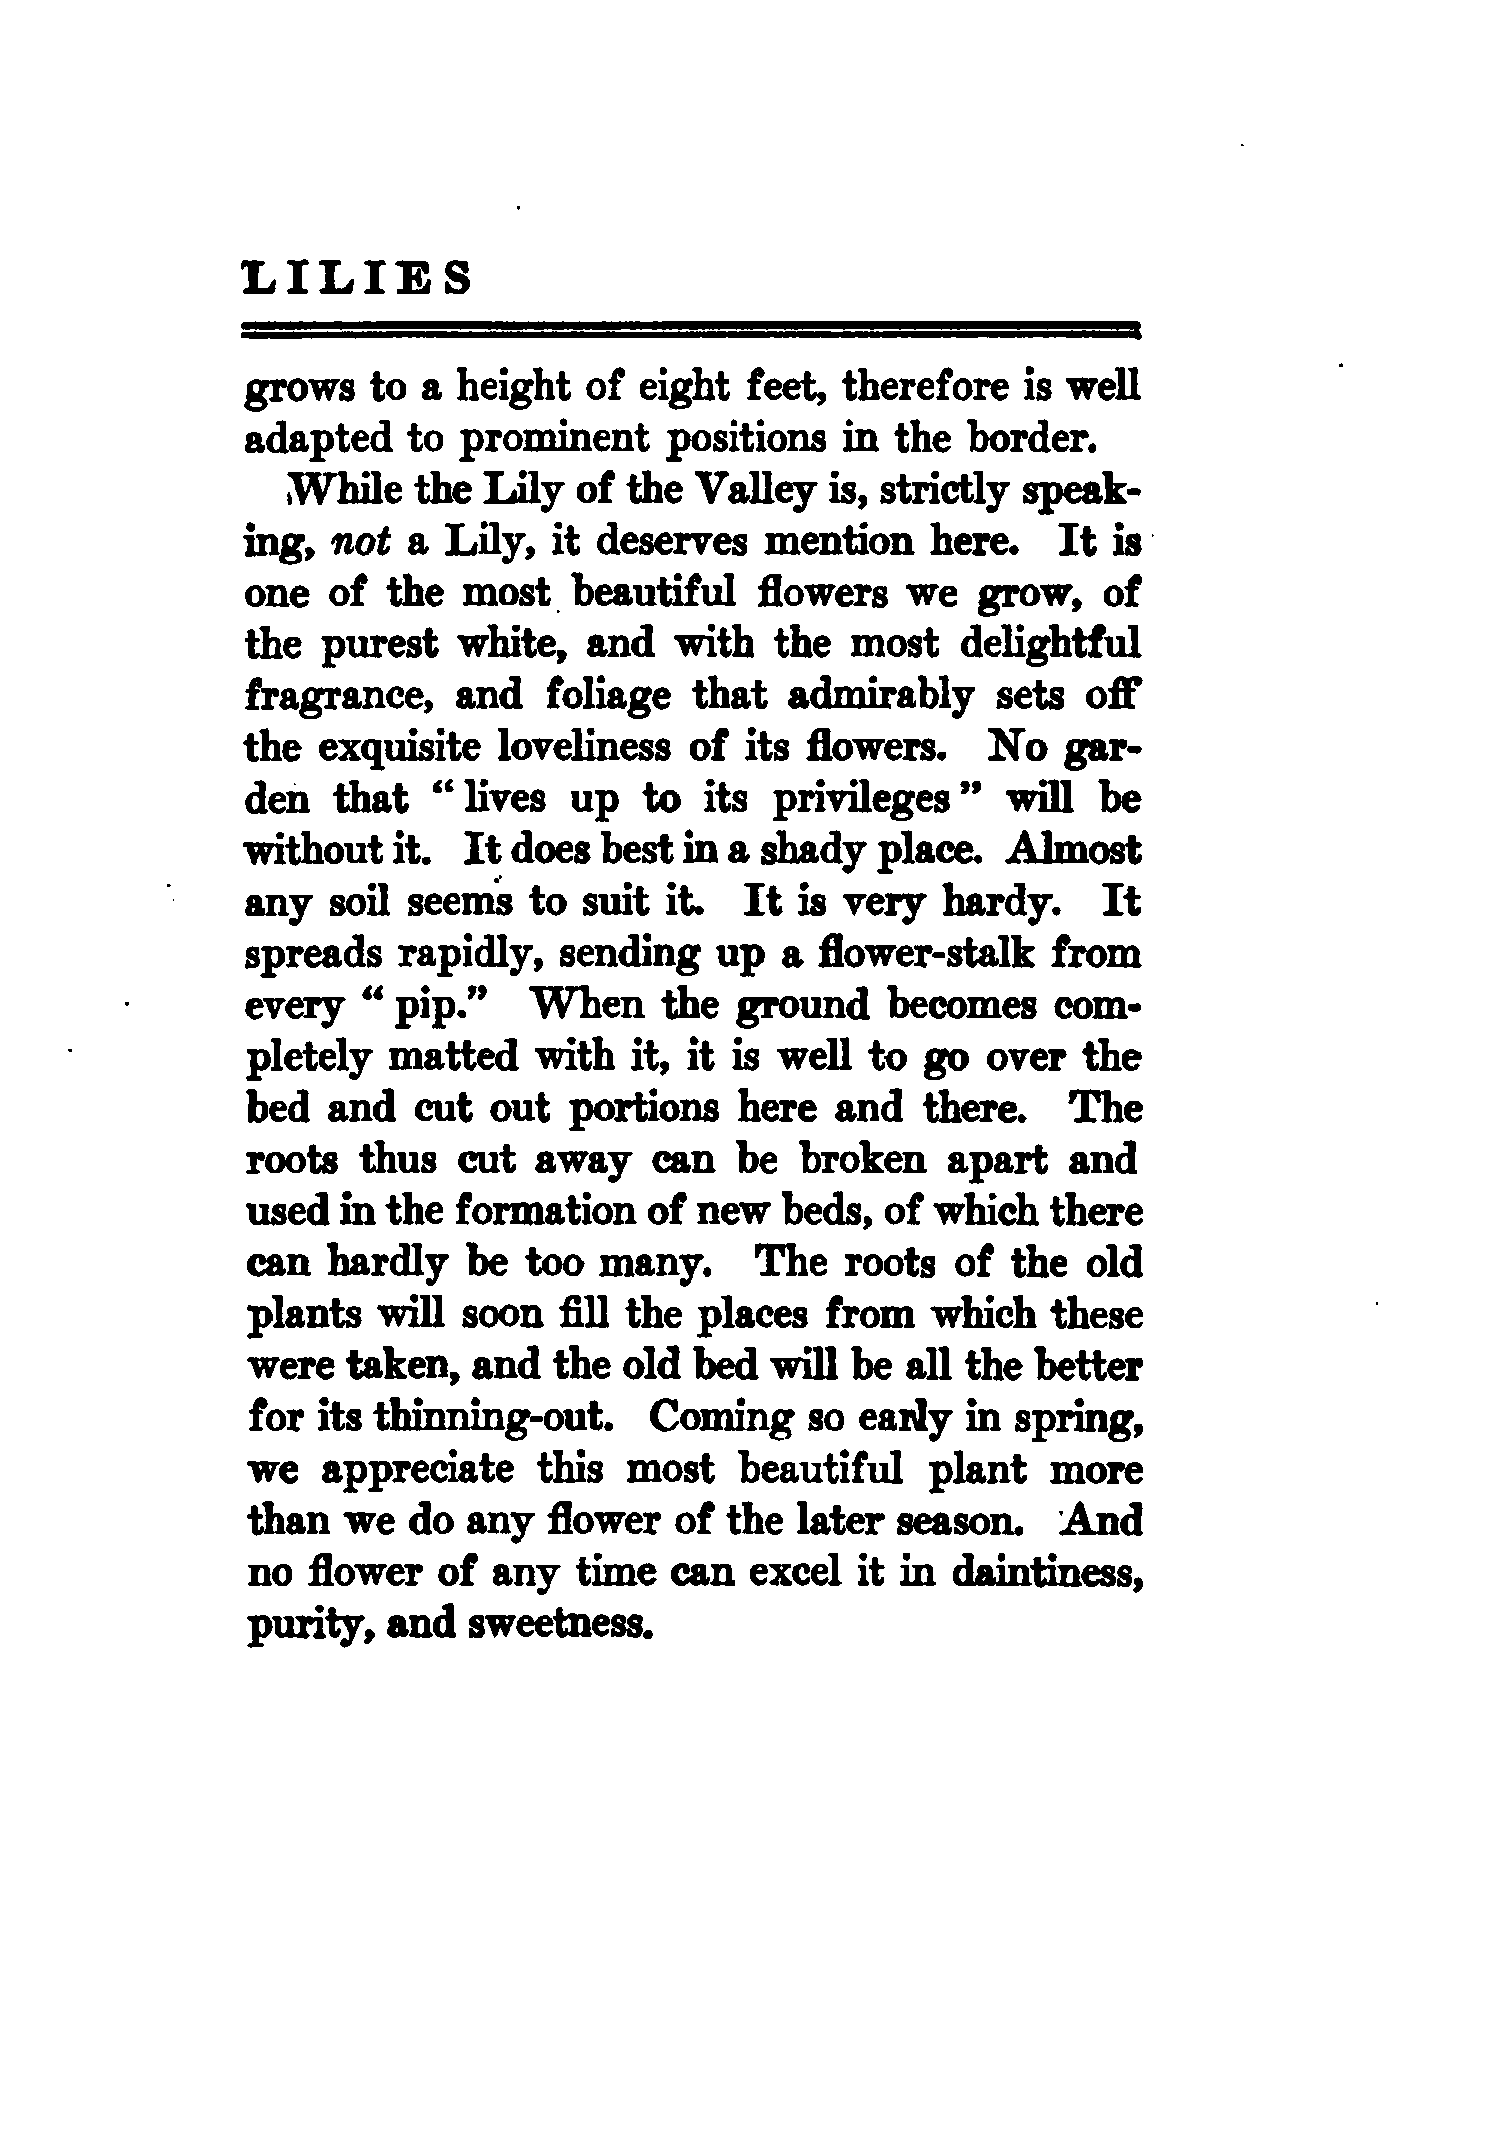 LILIES
grows to a height of eight feet, therefore is well
adapted to prominent positions in the border.
While the Lily of the Valley is, strictly speak-
ing, not a Lily, it deserves mention here. It is
one of the most beautiful flowers we grow, of
the purest white, and with the most delightful
fragrance, and foliage that admirably sets off
the exquisite loveliness of its flowers. No gar-
den that "lives up to its privileges" will be
without it. It does best in a shady place. Almost
any soil seems to suit it. It is very hardy. It
spreads rapidly, sending up a flower-stalk from
every "pip." When the ground becomes com-
pletely matted with it, it is well to go over the
bed and cut out portions here and there. The
roots thus cut away can be broken apart and
used in the formation of new beds, of which there
can hardly be too many. The roots of the old
plants will soon fill the places from which these
were taken, and the old bed will be all the better
for its thinning-out. Coming so early in spring,
we appreciate this most beautiful plant more
than we do any flower of the later season. And
no flower of any time can excel it in daintiness,
purity, and sweetness.